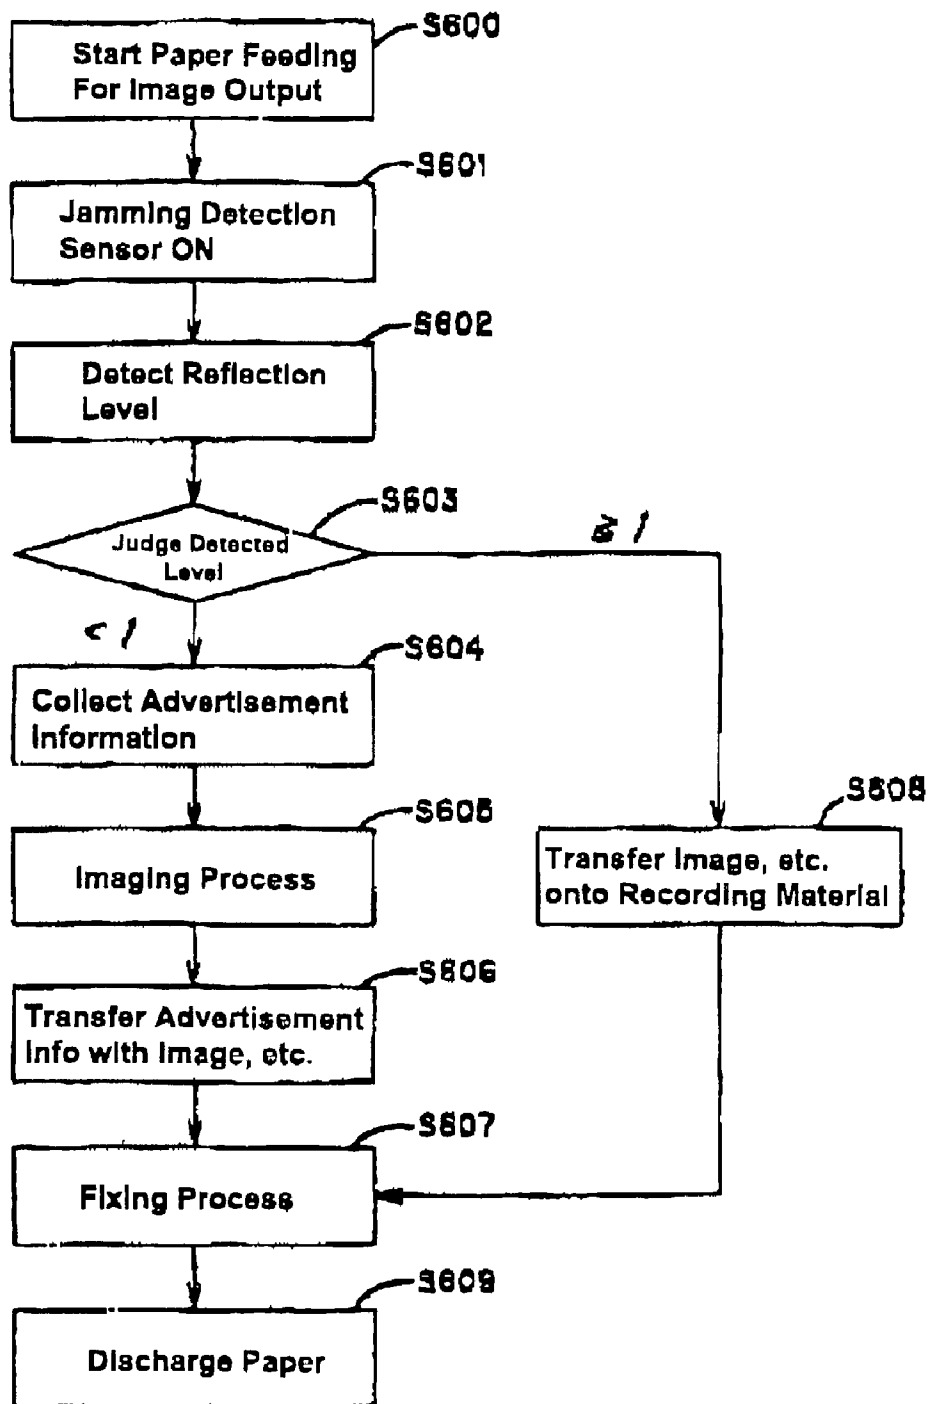 S600
Start Paper Feeding
For Image Output
S601
Jamming Detection
Sensor ON
S602
Detect Reflection
Level
S603
Judge Detected
Level
≥ 1
< 1
S604
Collect Advertisement
Information
S605
Imaging Process
S608
Transfer Image, etc.
onto Recording Material
S606
Transfer Advertisement
Info with Image, etc.
S607
Fixing Process
S609
Discharge Paper